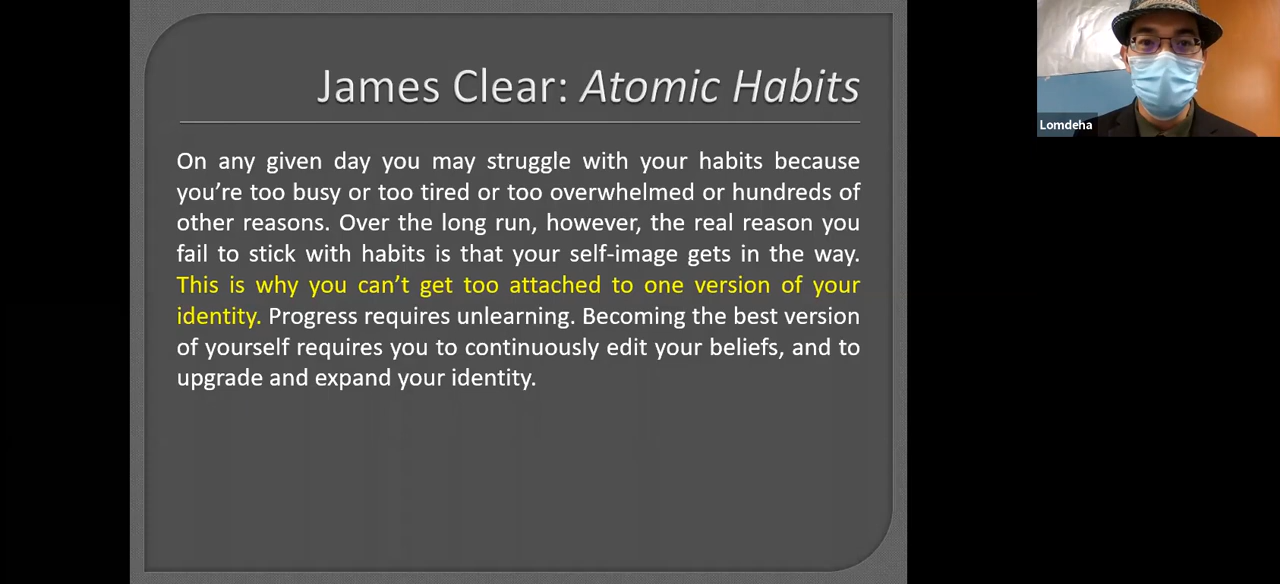 James Clear: Atomic Habits
On any given day you may struggle with your habits because
you’re too busy or too tired or too overwhelmed or hundreds of
other reasons. Over the long run, however, the real reason you
fail to stick with habits is that your self-image gets in the way.
This is why you can’t get too attached to one version of your
identity. Progress requires unlearning. Becoming the best version
of yourself requires you to continuously edit your beliefs, and to
upgrade and expand your identity.
Lomdeha